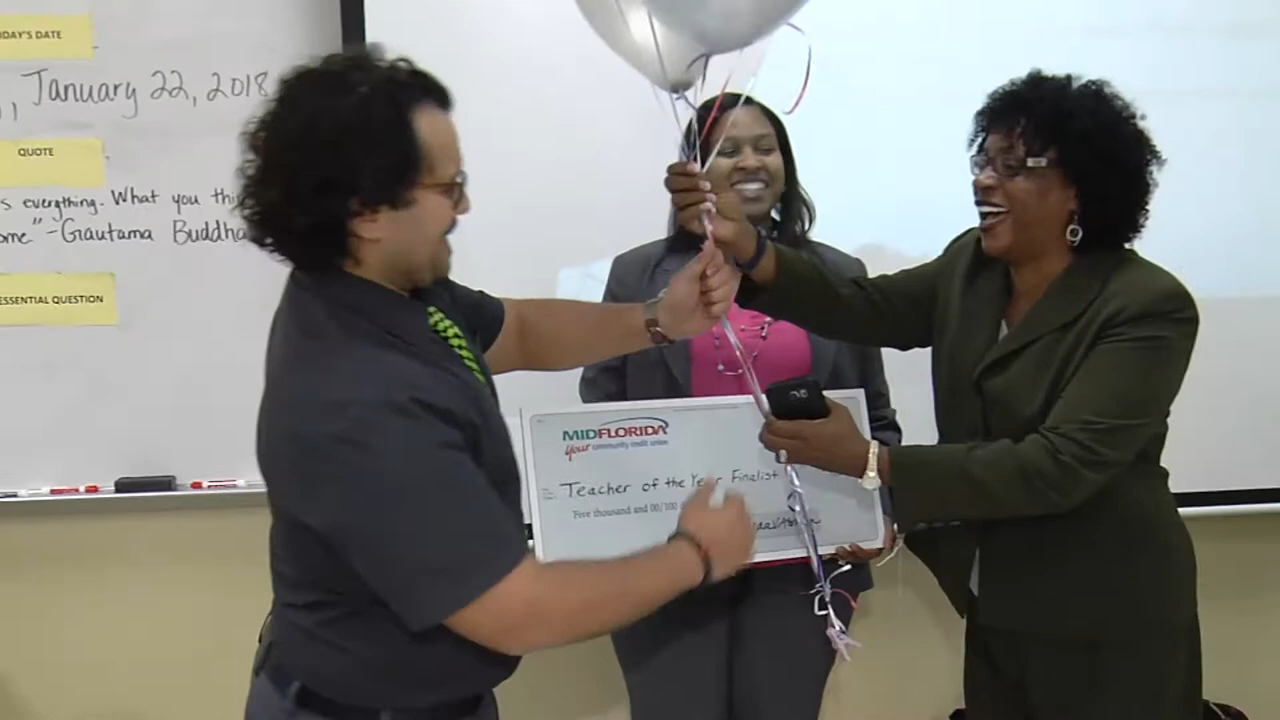 DAY'S DATE
January 22, 2018
QUOTE
s everything. What you thi
ome" -Gautama Buddha
ESSENTIAL QUESTION
MIDFLORIDA
Your community credit union
Teacher of the Year Finalist
Five thousand and 00/100